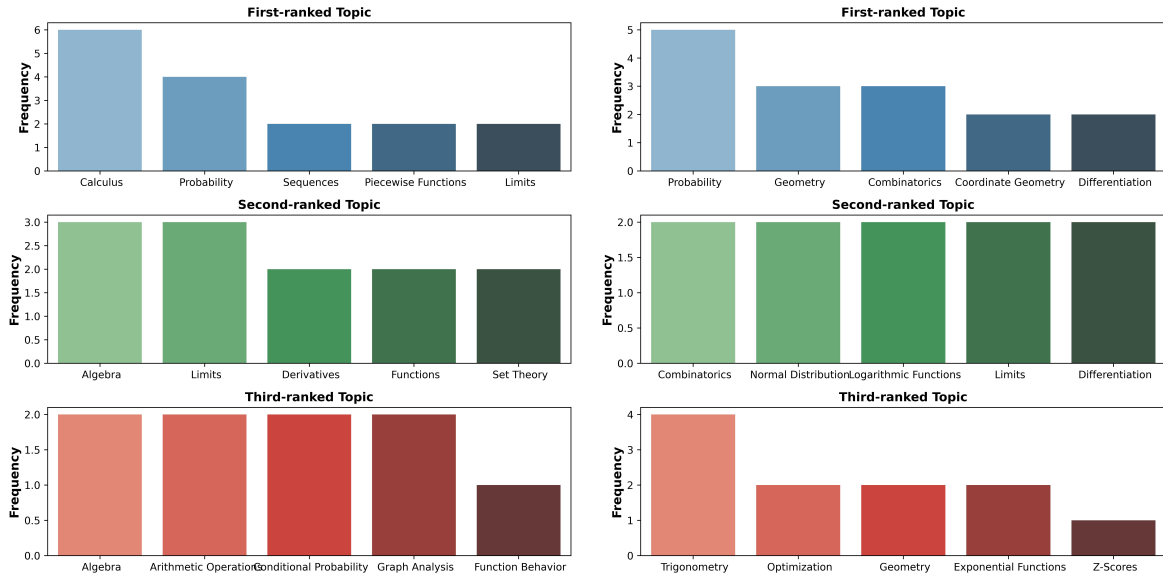 First-ranked Topic
Frequency
6
5
4
3
2
1
0
Calculus
Probability
Sequences
Piecewise Functions
Limits
First-ranked Topic
Frequency
5
4
3
2
1
0
Probability
Geometry
Combinatorics
Coordinate Geometry
Differentiation
Second-ranked Topic
Frequency
3.0
2.5
2.0
1.5
1.0
0.5
0.0
Algebra
Limits
Derivatives
Functions
Set Theory
Second-ranked Topic
Frequency
2.0
1.5
1.0
0.5
0.0
Combinatorics
Normal Distribution
Logarithmic Functions
Limits
Differentiation
Third-ranked Topic
Frequency
2.0
1.5
1.0
0.5
0.0
Algebra
Arithmetic Operations
Conditional Probability
Graph Analysis
Function Behavior
Third-ranked Topic
Frequency
4
3
2
1
0
Trigonometry
Optimization
Geometry
Exponential Functions
Z-Scores